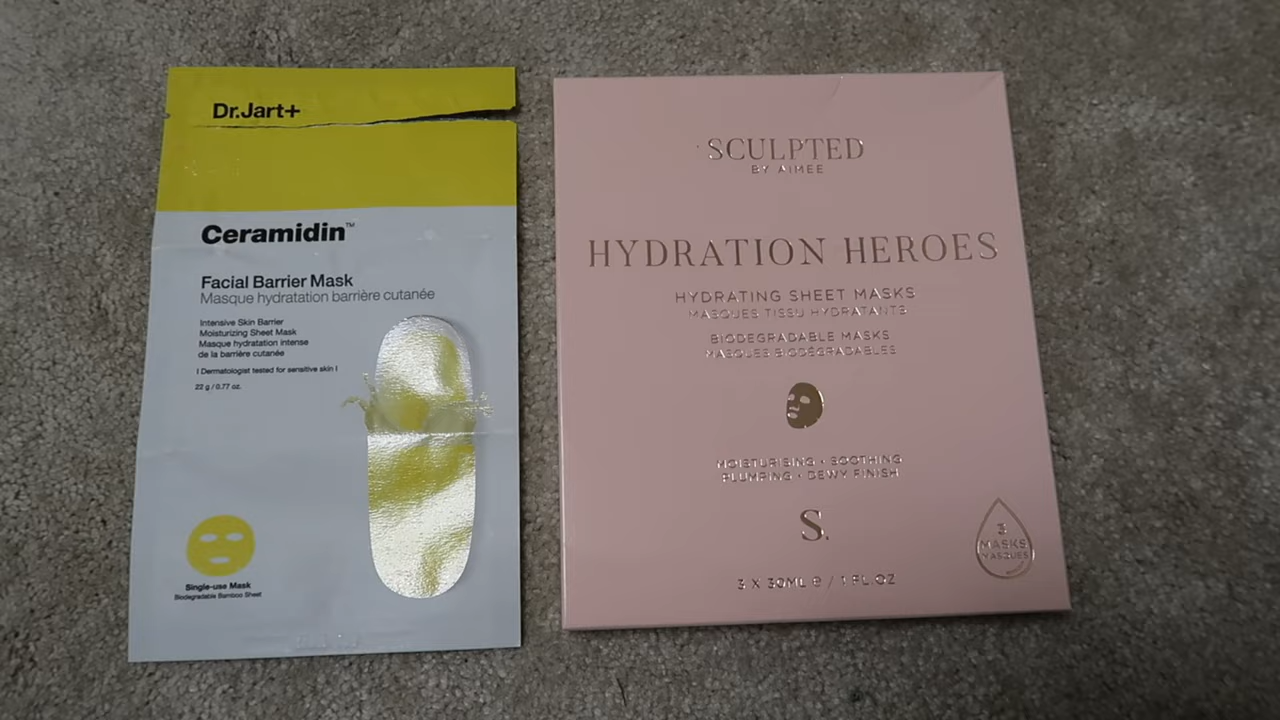 Dr.Jart+
Ceramidin™
Facial Barrier Mask
Masque hydratation barrière cutanée
Intensive Skin Barrier
Moisturizing Sheet Mask
Masque hydratation intense
de la barrière cutanée
I Dermatologist tested for sensitive skin I
22 g / 0.77 oz.
Single-use Mask
Biodegradable Bamboo Sheet
SCULPTED
BY AIMEE
HYDRATION HEROES
HYDRATING SHEET MASKS
MASQUES TISSU HYDRATANTS
BIODEGRADABLE MASKS
MASQUES BIODÉGRADABLES
MOISTURISING • SOOTHING
PLUMPING • DEWY FINISH
S.
3 MASKS
MASQUES
3 X 30ML ℮ / 1 FL OZ